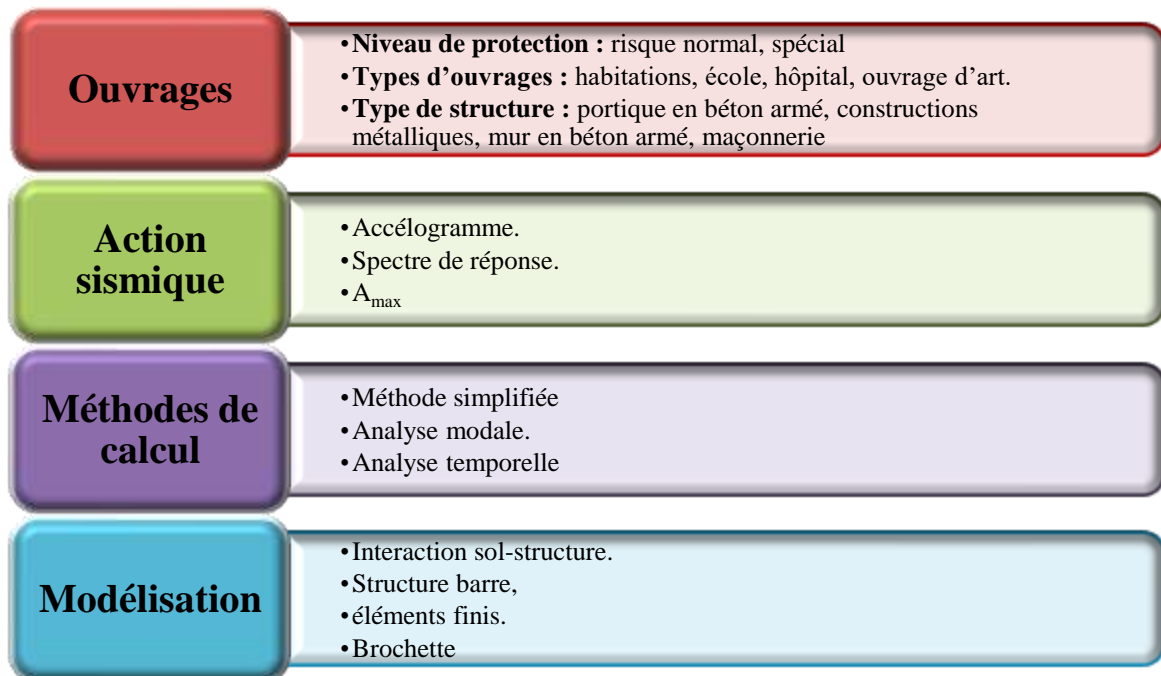 Ouvrages
•Niveau de protection : risque normal, spécial
•Types d’ouvrages : habitations, école, hôpital, ouvrage d’art.
•Type de structure : portique en béton armé, constructions
métalliques, mur en béton armé, maçonnerie
Action
sismique
•Accélogramme.
•Spectre de réponse.
•Amax
Méthodes de
calcul
•Méthode simplifiée
•Analyse modale.
•Analyse temporelle
Modélisation
•Interaction sol-structure.
•Structure barre,
•éléments finis.
•Brochette